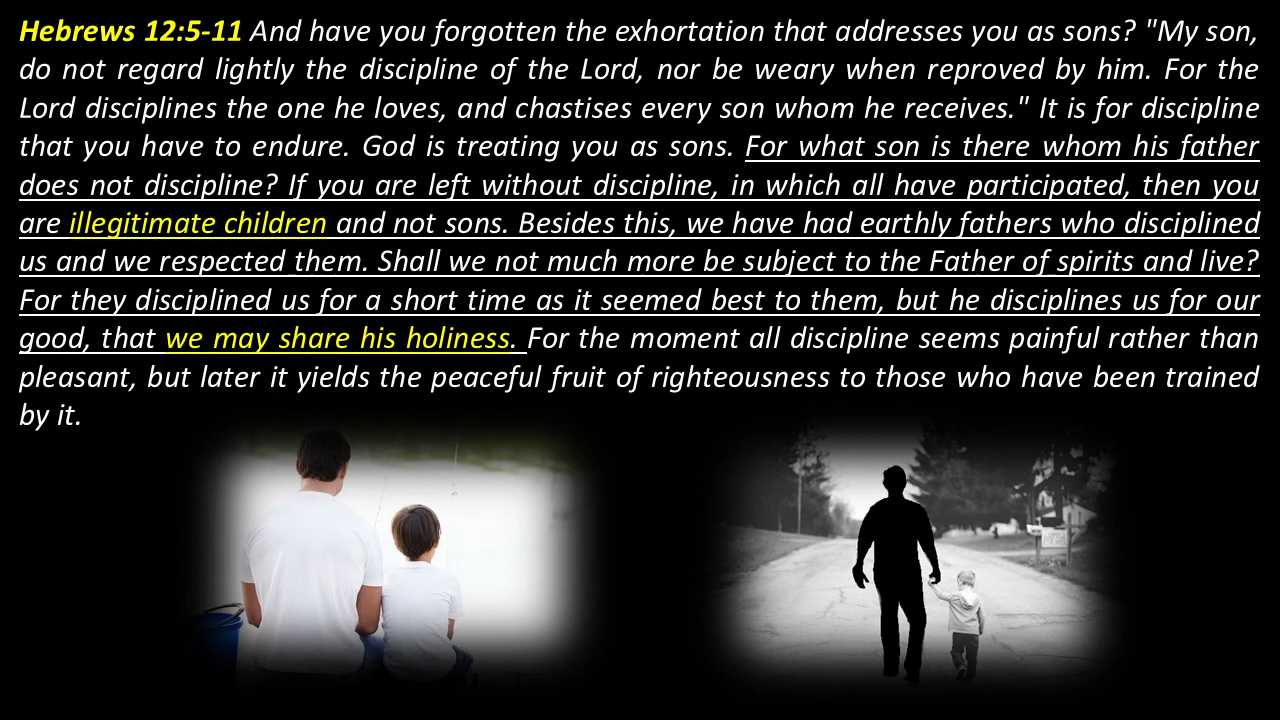 Hebrews 12:5-11 And have you forgotten the exhortation that addresses you as sons? "My son,
do not regard lightly the discipline of the Lord, nor be weary when reproved by him. For the
Lord disciplines the one he loves, and chastises every son whom he receives." It is for discipline
that you have to endure. God is treating you as sons. For what son is there whom his father
does not discipline? If you are left without discipline, in which all have participated, then you
are illegitimate children and not sons. Besides this, we have had earthly fathers who disciplined
us and we respected them. Shall we not much more be subject to the Father of spirits and live?
For they disciplined us for a short time as it seemed best to them, but he disciplines us for our
good, that we may share his holiness. For the moment all discipline seems painful rather than
pleasant, but later it yields the peaceful fruit of righteousness to those who have been trained
by it.